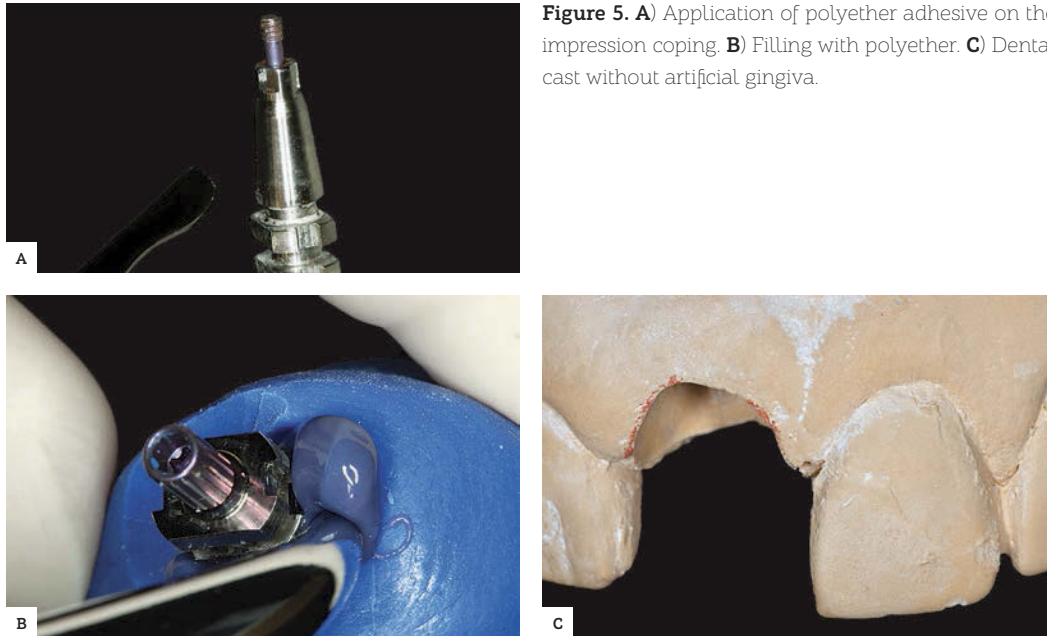 Figure 5. A) Application of polyether adhesive on the
impression coping. B) Filling with polyether. C) Dental
cast without artificial gingiva.
A
B
C